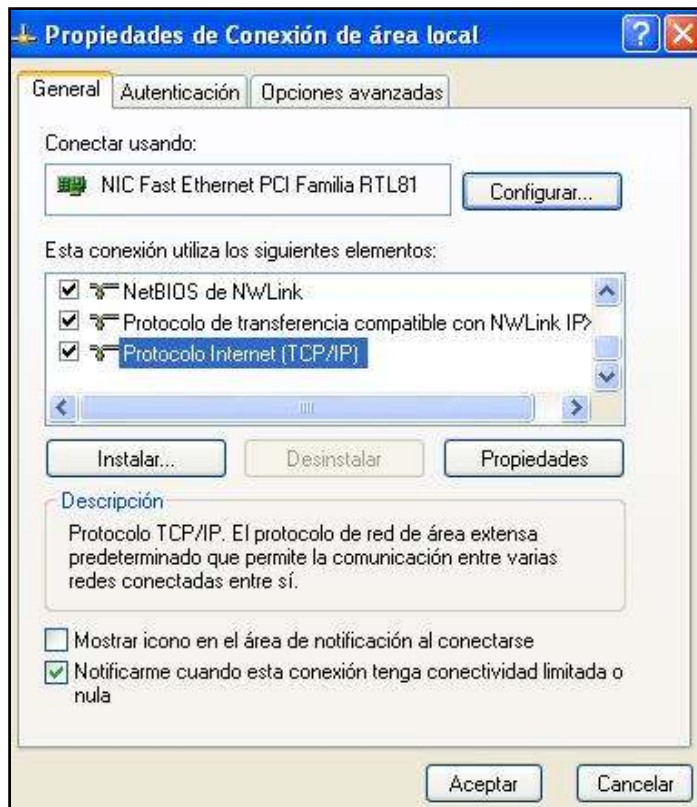 Propiedades de Conexión de área local
General Autenticación Opciones avanzadas
Conectar usando:
NIC Fast Ethernet PCI Familia RTL81
Configurar...
Esta conexión utiliza los siguientes elementos:
NetBIOS de NWLink
Protocolo de transferencia compatible con NWLink IP
Protocolo Internet (TCP/IP)
Instalar... Desinstalar Propiedades
Descripción
Protocolo TCP/IP. El protocolo de red de área extensa
predeterminado que permite la comunicación entre varias
redes conectadas entre sí.
Mostrar icono en el área de notificación al conectarse
Notificarme cuando esta conexión tenga conectividad limitada o
nula
Aceptar Cancelar